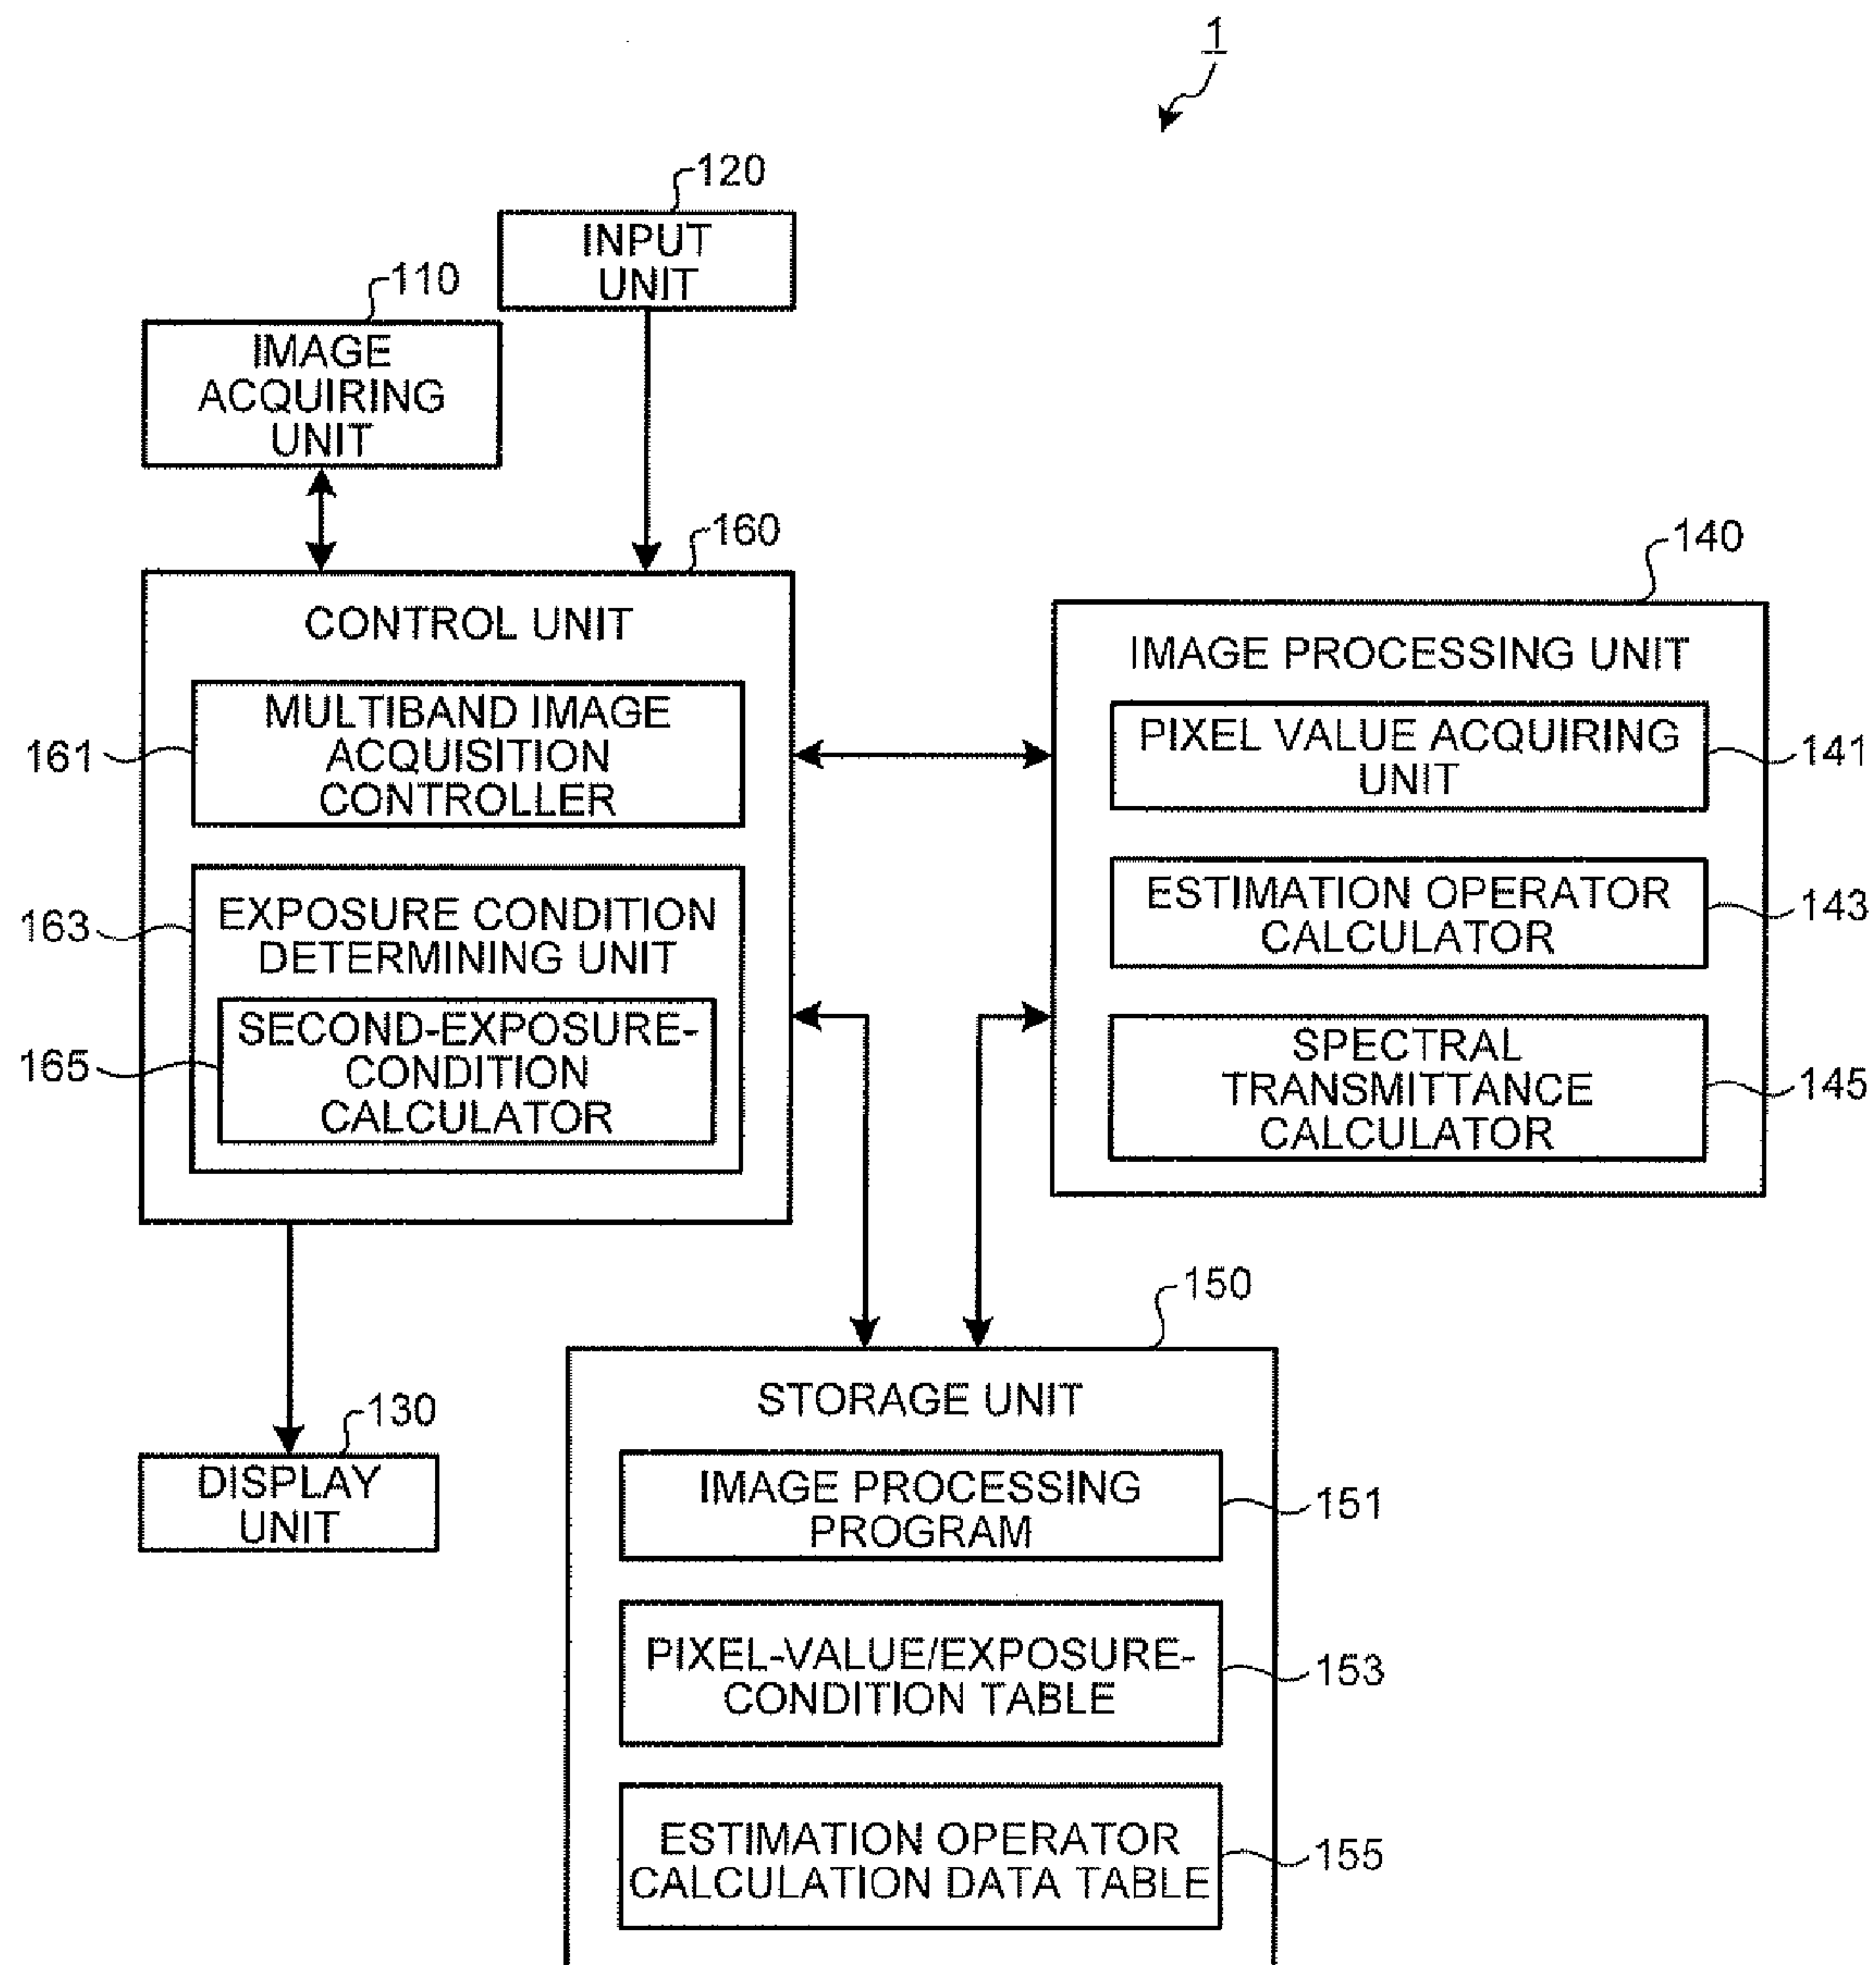 1
120
INPUT
UNIT
110
IMAGE
ACQUIRING
UNIT
160
CONTROL UNIT
MULTIBAND IMAGE
ACQUISITION
CONTROLLER
161
EXPOSURE CONDITION
DETERMINING UNIT
163
SECOND-EXPOSURE-
CONDITION
CALCULATOR
165
140
IMAGE PROCESSING UNIT
PIXEL VALUE ACQUIRING
UNIT
141
ESTIMATION OPERATOR
CALCULATOR
143
SPECTRAL
TRANSMITTANCE
CALCULATOR
145
130
DISPLAY
UNIT
150
STORAGE UNIT
IMAGE PROCESSING
PROGRAM
151
PIXEL-VALUE/EXPOSURE-
CONDITION TABLE
153
ESTIMATION OPERATOR
CALCULATION DATA TABLE
155